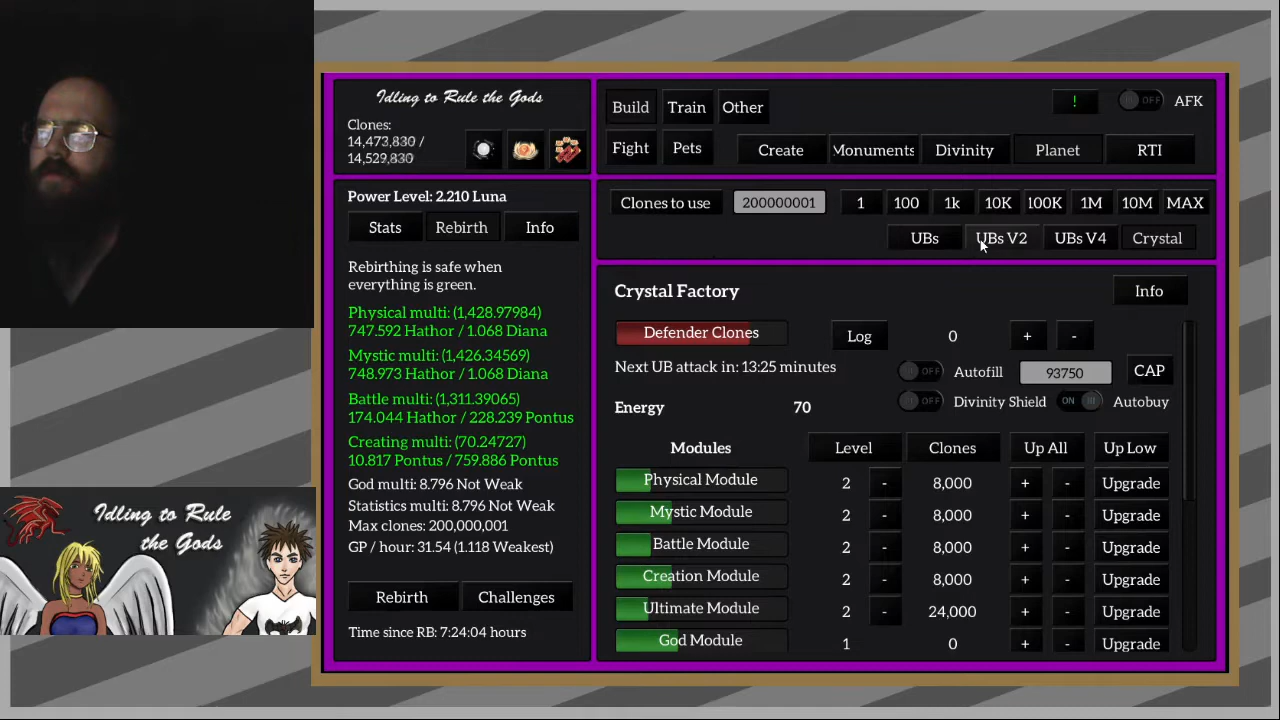 Idling to Rule the Gods
Clones:
14,473,830 /
14,529,830
Build Train Other
! OFF AFK
Fight Pets Create Monuments Divinity Planet RTI
Power Level: 2.210 Luna
Stats Rebirth Info
Clones to use 200000001 1 100 1k 10K 100K 1M 10M MAX
UBs UBs V2 UBs V4 Crystal
Rebirthing is safe when
everything is green.
Physical multi: (1,428.97984)
747.592 Hathor / 1.068 Diana
Mystic multi: (1,426.34569)
748.973 Hathor / 1.068 Diana
Battle multi: (1,311.39065)
174.044 Hathor / 228.239 Pontus
Creating multi: (70.24727)
10.817 Pontus / 759.886 Pontus
God multi: 8.796 Not Weak
Statistics multi: 8.796 Not Weak
Max clones: 200,000,001
GP / hour: 31.54 (1.118 Weakest)
Rebirth Challenges
Time since RB: 7:24:04 hours
Crystal Factory Info
Defender Clones Log 0 + -
Next UB attack in: 13:25 minutes OFF Autofill 93750 CAP
Energy 70 OFF Divinity Shield ON Autobuy
Modules Level Clones Up All Up Low
Physical Module 2 - 8,000 + - Upgrade
Mystic Module 2 - 8,000 + - Upgrade
Battle Module 2 - 8,000 + - Upgrade
Creation Module 2 - 8,000 + - Upgrade
Ultimate Module 2 - 24,000 + - Upgrade
God Module 1 0 + - Upgrade
Idling to Rule
the Gods